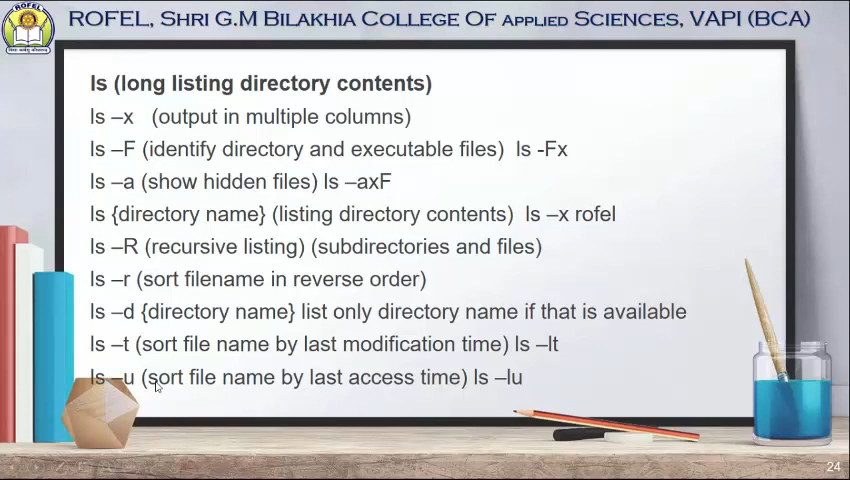 ROFEL
ROFEL, SHRI G.M BILAKHIA COLLEGE OF APPLIED SCIENCES, VAPI (BCA)
ls (long listing directory contents)
ls –x (output in multiple columns)
ls –F (identify directory and executable files) ls -Fx
ls –a (show hidden files) ls –axF
ls {directory name} (listing directory contents) ls –x rofel
ls –R (recursive listing) (subdirectories and files)
ls –r (sort filename in reverse order)
ls –d {directory name} list only directory name if that is available
ls –t (sort file name by last modification time) ls –lt
ls –u (sort file name by last access time) ls –lu
24